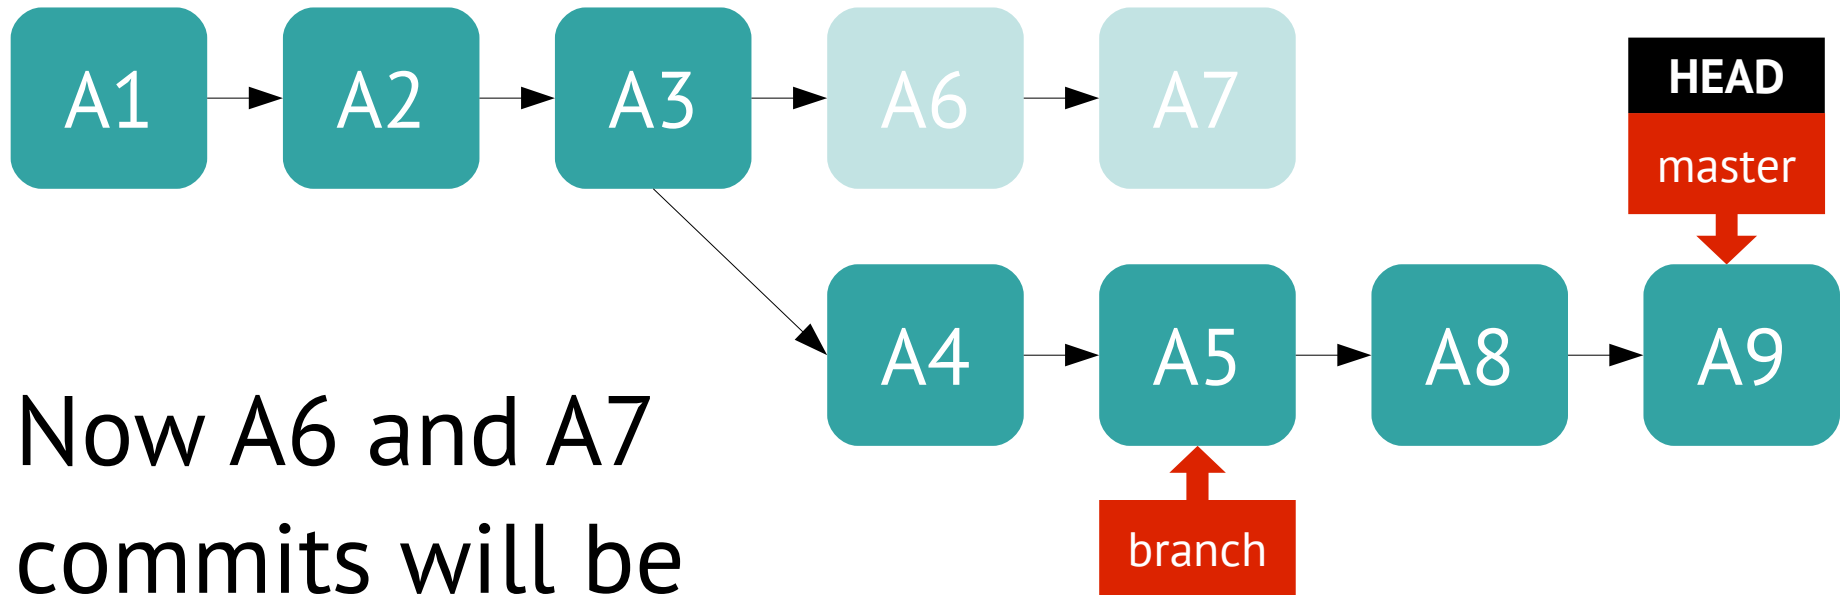 A1 A2 A3 A6 A7
HEAD
master
A4 A5 A8 A9
Now A6 and A7
commits will be
branch